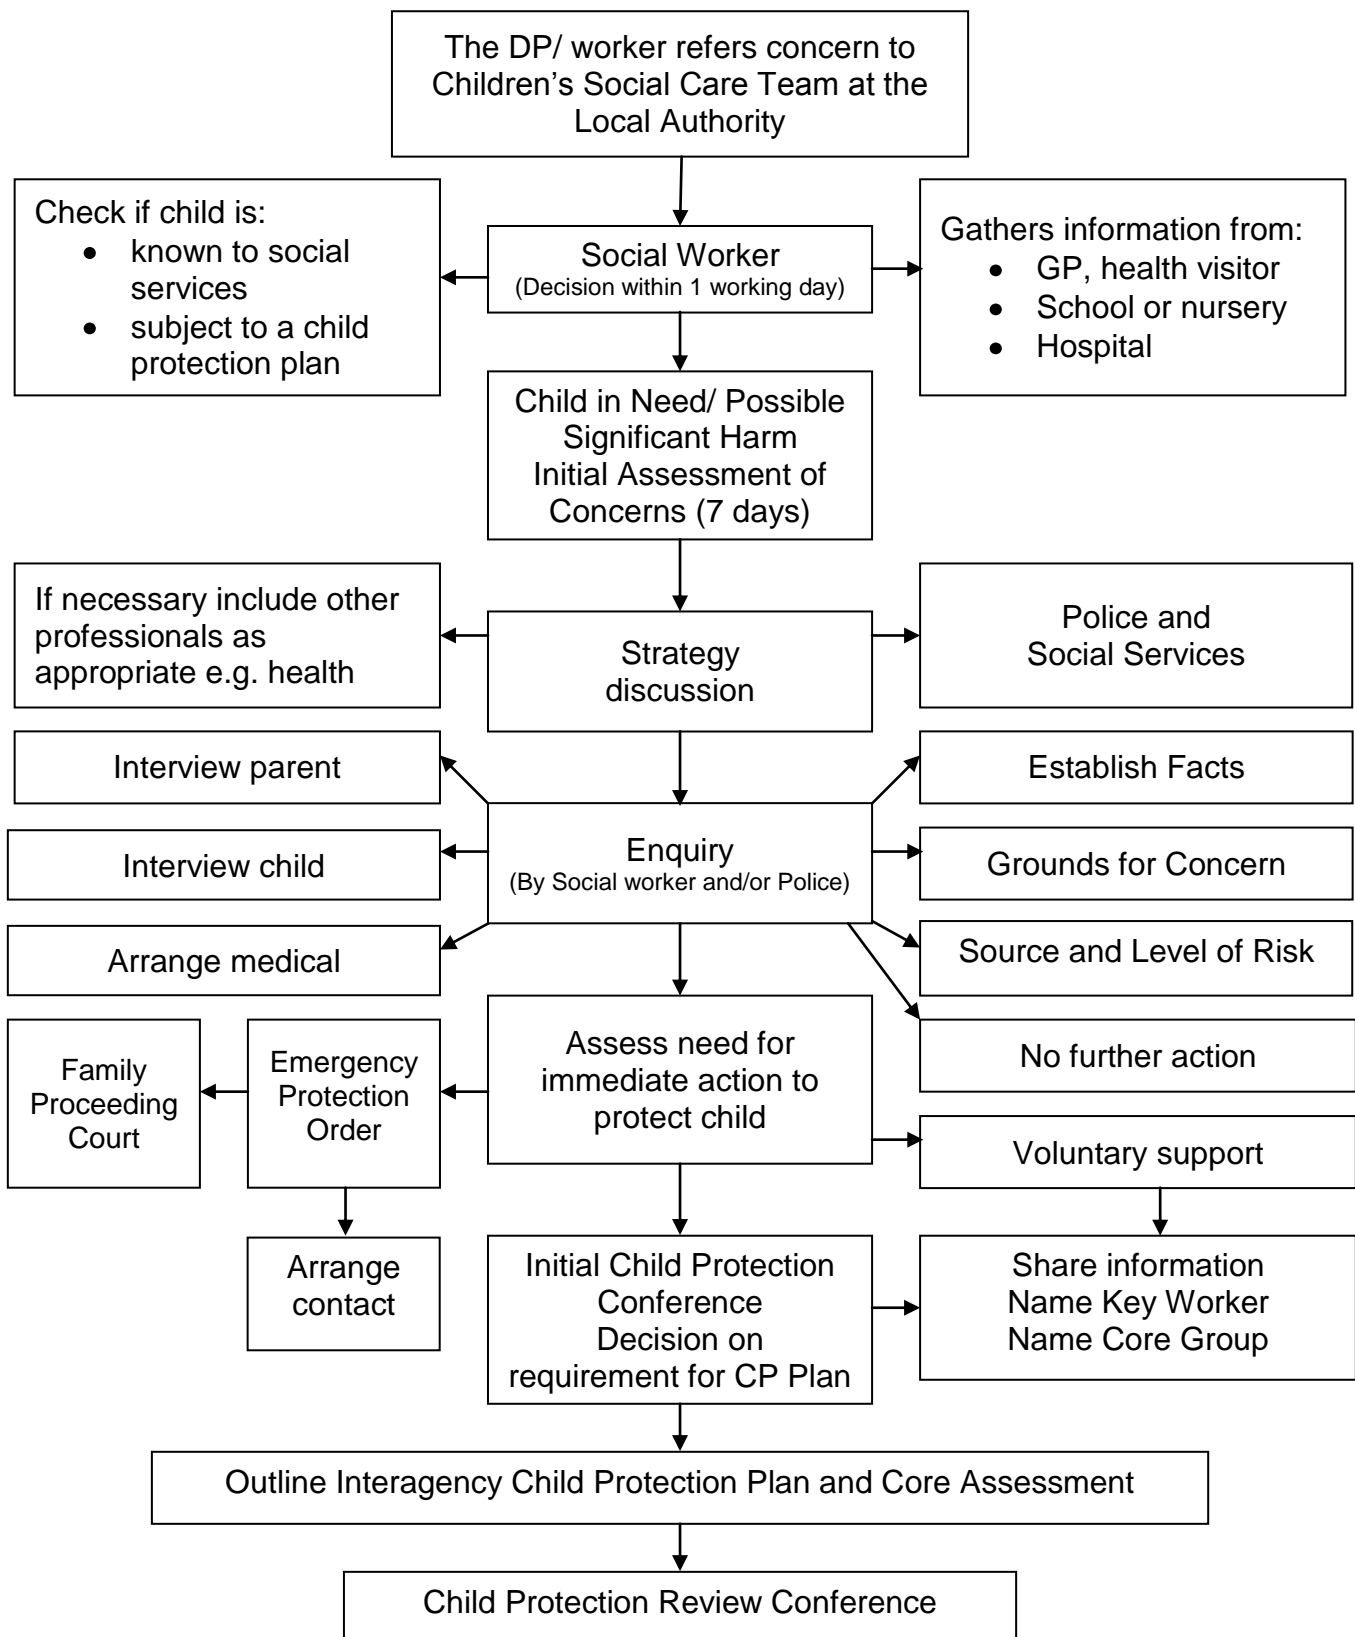 The DP/ worker refers concern to
Children's Social Care Team at the
Local Authority
Check if child is:
● known to social
services
● subject to a child
protection plan
Social Worker
(Decision within 1 working day)
Gathers information from:
● GP, health visitor
● School or nursery
● Hospital
Child in Need/ Possible
Significant Harm
Initial Assessment of
Concerns (7 days)
If necessary include other
professionals as
appropriate e.g. health
Strategy
discussion
Police and
Social Services
Interview parent
Establish Facts
Interview child
Enquiry
(By Social worker and/or Police)
Grounds for Concern
Arrange medical
Source and Level of Risk
Family
Proceeding
Court
Emergency
Protection
Order
Assess need for
immediate action to
protect child
No further action
Voluntary support
Arrange
contact
Initial Child Protection
Conference
Decision on
requirement for CP Plan
Share information
Name Key Worker
Name Core Group
Outline Interagency Child Protection Plan and Core Assessment
Child Protection Review Conference